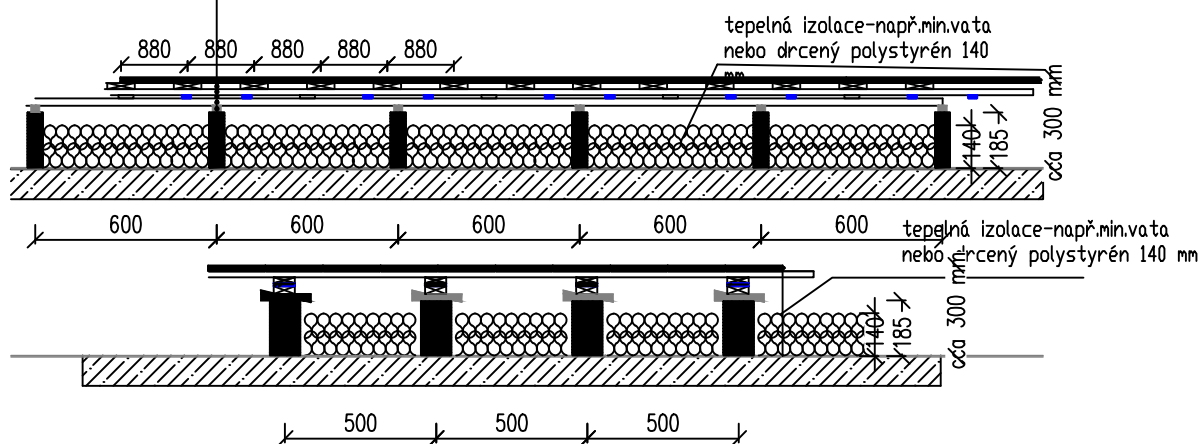 tepelná izolace-např.min.vata
nebo drcený polystyrén 140
mm
880 880 880 880 880
140
185
cca 300 mm
600 600 600 600 600
tepelná izolace-např.min.vata
nebo drcený polystyrén 140 mm
140
185
cca 300 mm
500 500 500